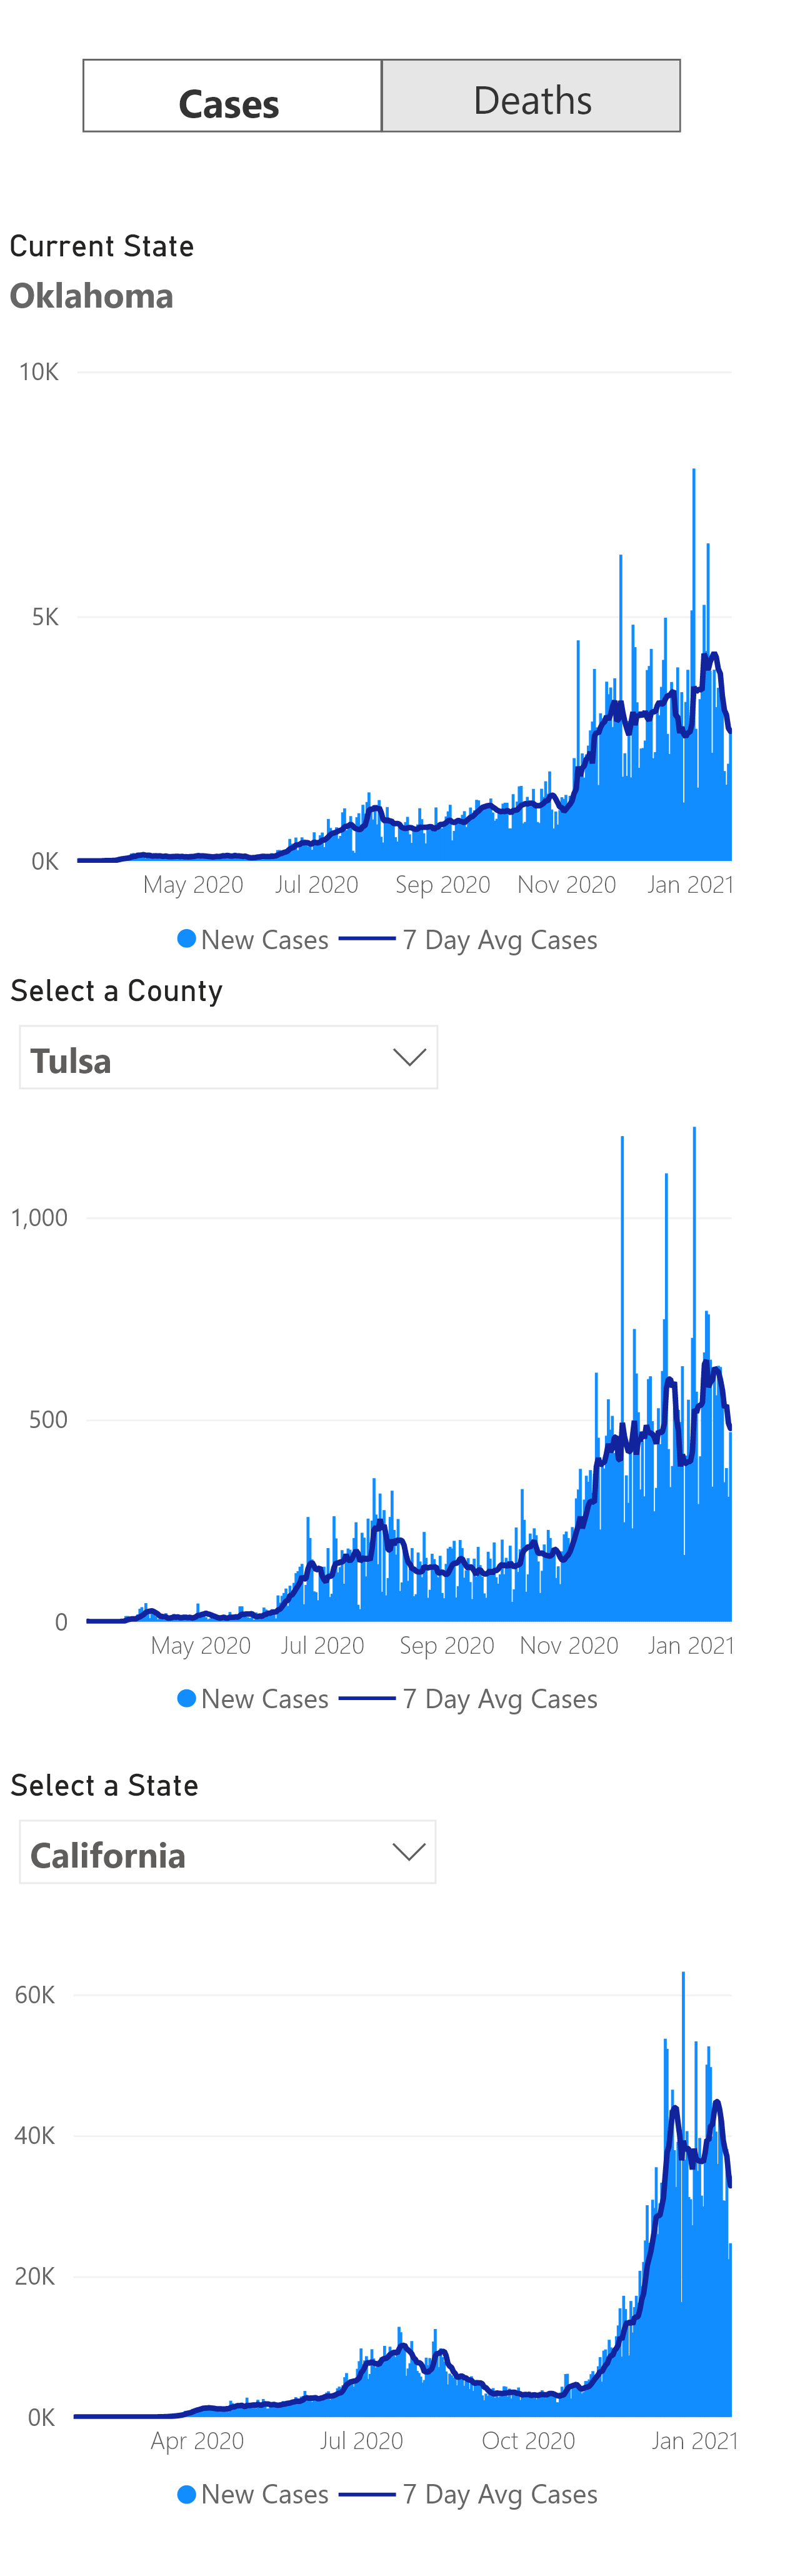 Cases Deaths
Current State
Oklahoma
10K
5K
0K
May 2020 Jul 2020 Sep 2020 Nov 2020 Jan 2021
New Cases 7 Day Avg Cases
Select a County
Tulsa
1,000
500
0
May 2020 Jul 2020 Sep 2020 Nov 2020 Jan 2021
New Cases 7 Day Avg Cases
Select a State
California
60K
40K
20K
0K
Apr 2020 Jul 2020 Oct 2020 Jan 2021
New Cases 7 Day Avg Cases